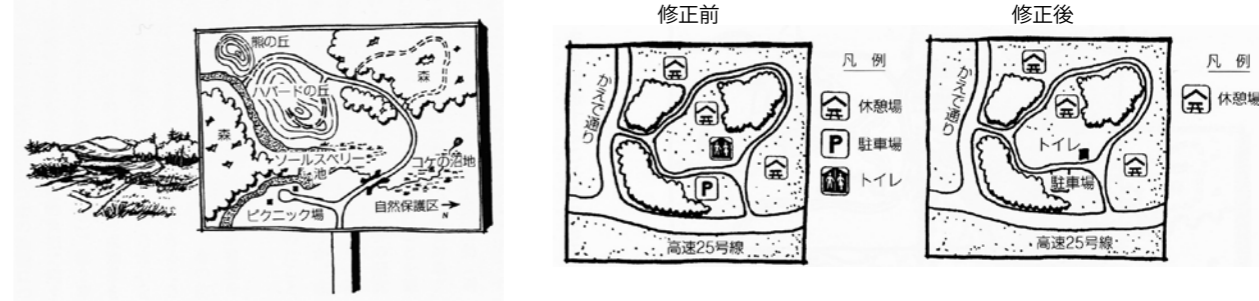 熊の丘
ハバードの丘
森
森
ソールスベリー
池
コケの沼地
ピクニック場
自然保護区
N
修正前
かえで通り
P
高速25号線
凡例
休憩場
P
駐車場
トイレ
修正後
かえで通り
トイレ
駐車場
高速25号線
凡例
休憩場